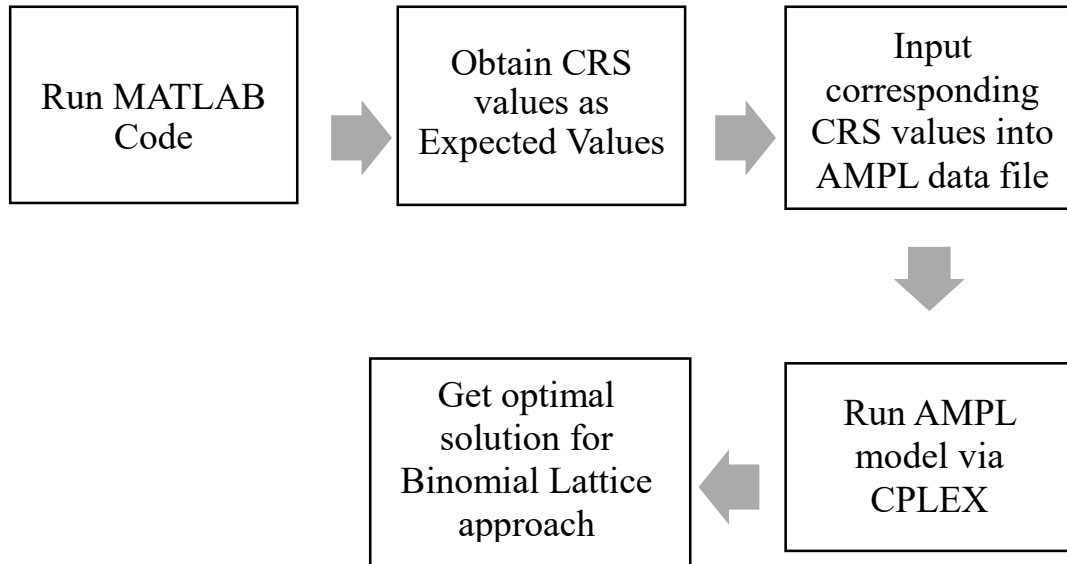 Run MATLAB
Code
Obtain CRS
values as
Expected Values
Input
corresponding
CRS values into
AMPL data file
Run AMPL
model via
CPLEX
Get optimal
solution for
Binomial Lattice
approach